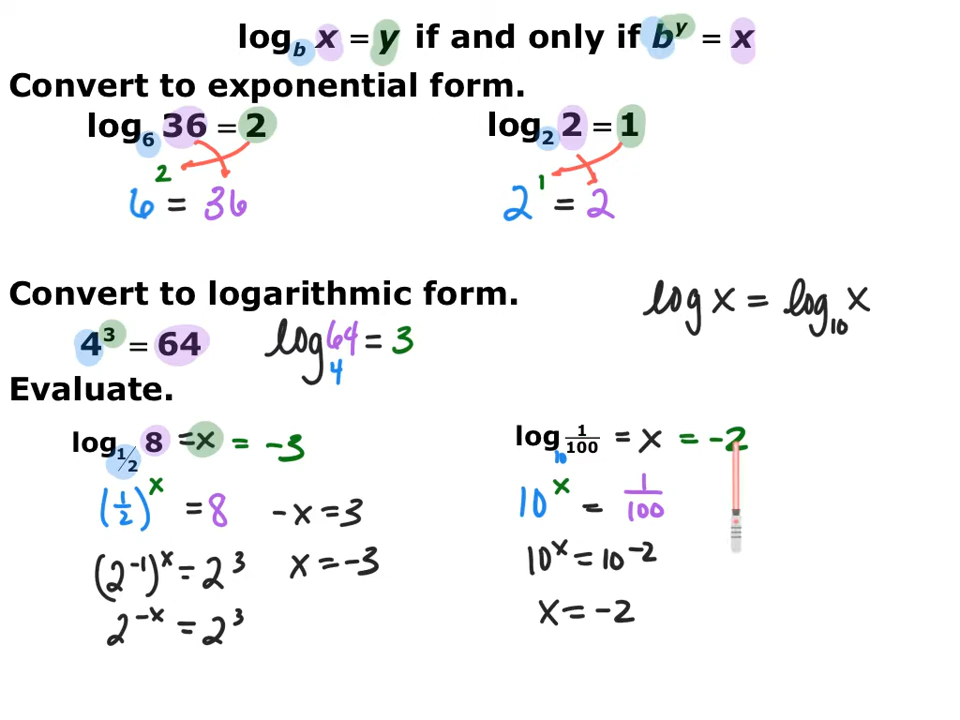 log_b x = y if and only if b^y = x
Convert to exponential form.
log_6 36 = 2
6^2 = 36
log_2 2 = 1
2^1 = 2
Convert to logarithmic form.
4^3 = 64
log_4 64 = 3
log x = log_10 x
Evaluate.
log_1/2 8 = x = -3
(1/2)^x = 8
(2^-1)^x = 2^3
2^-x = 2^3
-x = 3
x = -3
log_10 1/100 = x = -2
10^x = 1/100
10^x = 10^-2
x = -2